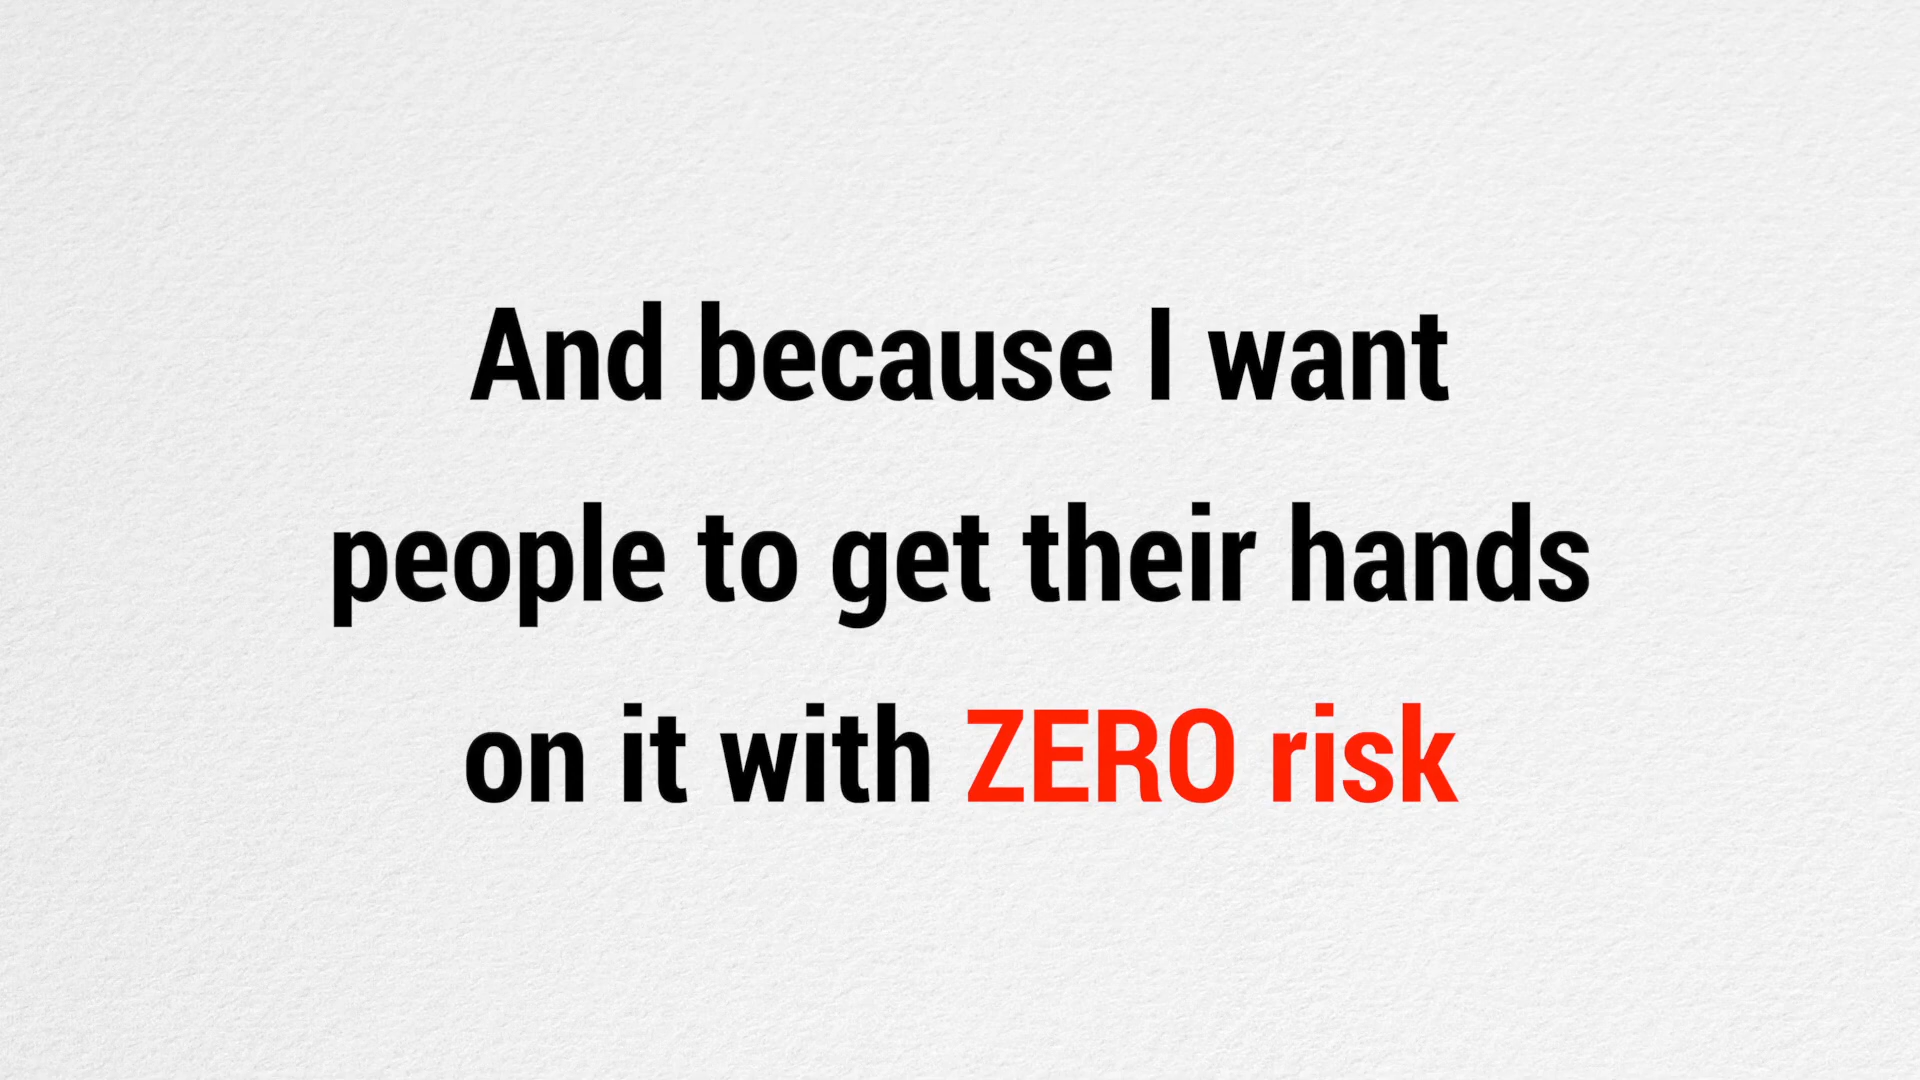 And because I want
people to get their hands
on it with ZERO risk